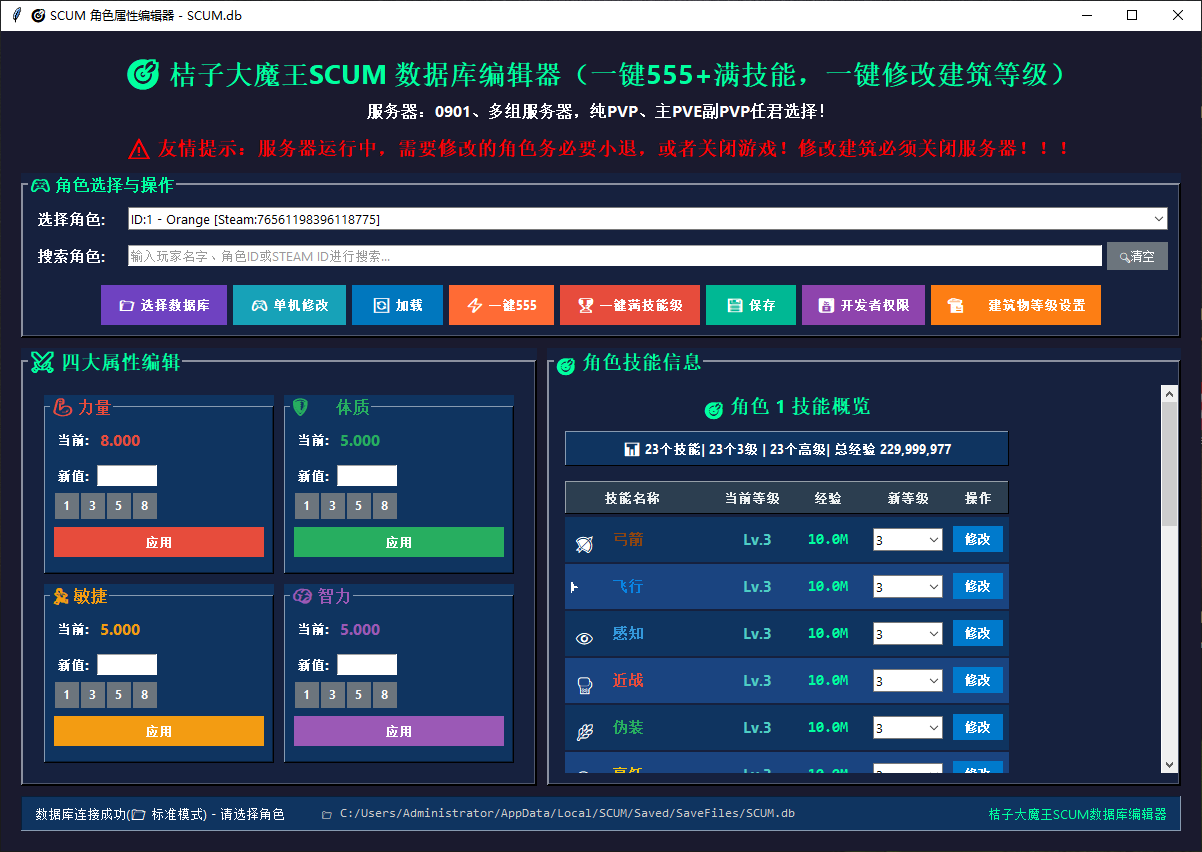 SCUM 角色属性编辑器 - SCUM.db
桔子大魔王SCUM 数据库编辑器（一键555+满技能，一键修改建筑等级）
服务器：0901、多组服务器，纯PVP、主PVE副PVP任君选择！
友情提示：服务器运行中，需要修改的角色务必要小退，或者关闭游戏！修改建筑必须关闭服务器！！！
角色选择与操作
选择角色: ID:1 - Orange [Steam:76561198396118775]
搜索角色: 输入玩家名字、角色ID或STEAM ID进行搜索... 清空
选择数据库 单机修改 加载 一键555 一键满技能级 保存 开发者权限 建筑物等级设置
四大属性编辑
力量
当前: 8.000
新值:
1 3 5 8
应用
体质
当前: 5.000
新值:
1 3 5 8
应用
敏捷
当前: 5.000
新值:
1 3 5 8
应用
智力
当前: 5.000
新值:
1 3 5 8
应用
角色技能信息
角色 1 技能概览
23个技能| 23个3级 | 23个高级| 总经验 229,999,977
技能名称 当前等级 经验 新等级 操作
弓箭 Lv.3 10.0M 3 修改
飞行 Lv.3 10.0M 3 修改
感知 Lv.3 10.0M 3 修改
近战 Lv.3 10.0M 3 修改
伪装 Lv.3 10.0M 3 修改
烹饪 Lv.3 10.0M 3 修改
数据库连接成功( 标准模式) - 请选择角色 C:/Users/Administrator/AppData/Local/SCUM/Saved/SaveFiles/SCUM.db 桔子大魔王SCUM数据库编辑器